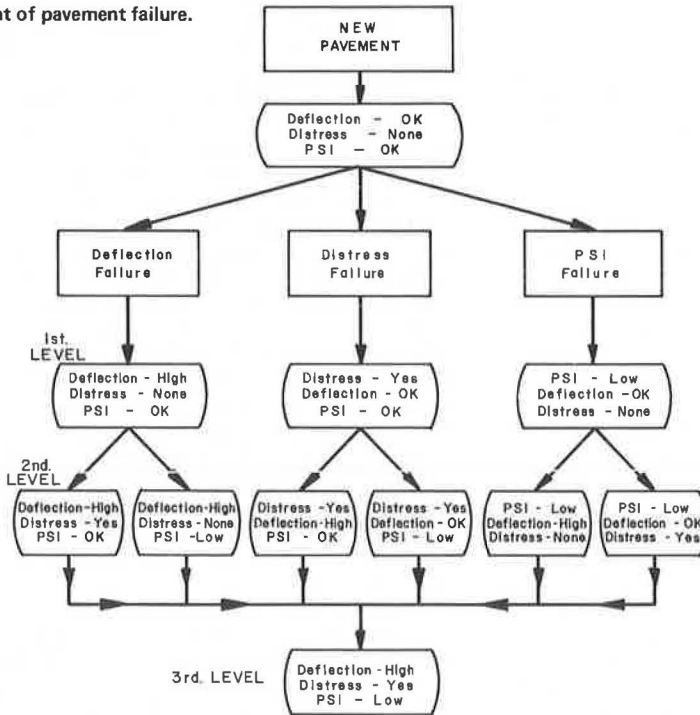 nt of pavement failure.
NEW
PAVEMENT
Deflection - OK
Distress - None
PSI - OK
Deflection
Failure
Distress
Failure
PSI
Failure
1st.
LEVEL
Deflection - High
Distress - None
PSI - OK
Distress - Yes
Deflection - OK
PSI - OK
PSI - Low
Deflection - OK
Distress - None
2nd.
LEVEL
Deflection-High
Distress - Yes
PSI - OK
Deflection-High
Distress-None
PSI -Low
Distress -Yes
Deflection-High
PSI - OK
Distress -Yes
Deflection-OK
PSI - Low
PSI - Low
Deflection-High
Distress-None
PSI - Low
Deflection - OK
Distress - Yes
3rd. LEVEL
Deflection-High
Distress - Yes
PSI - Low